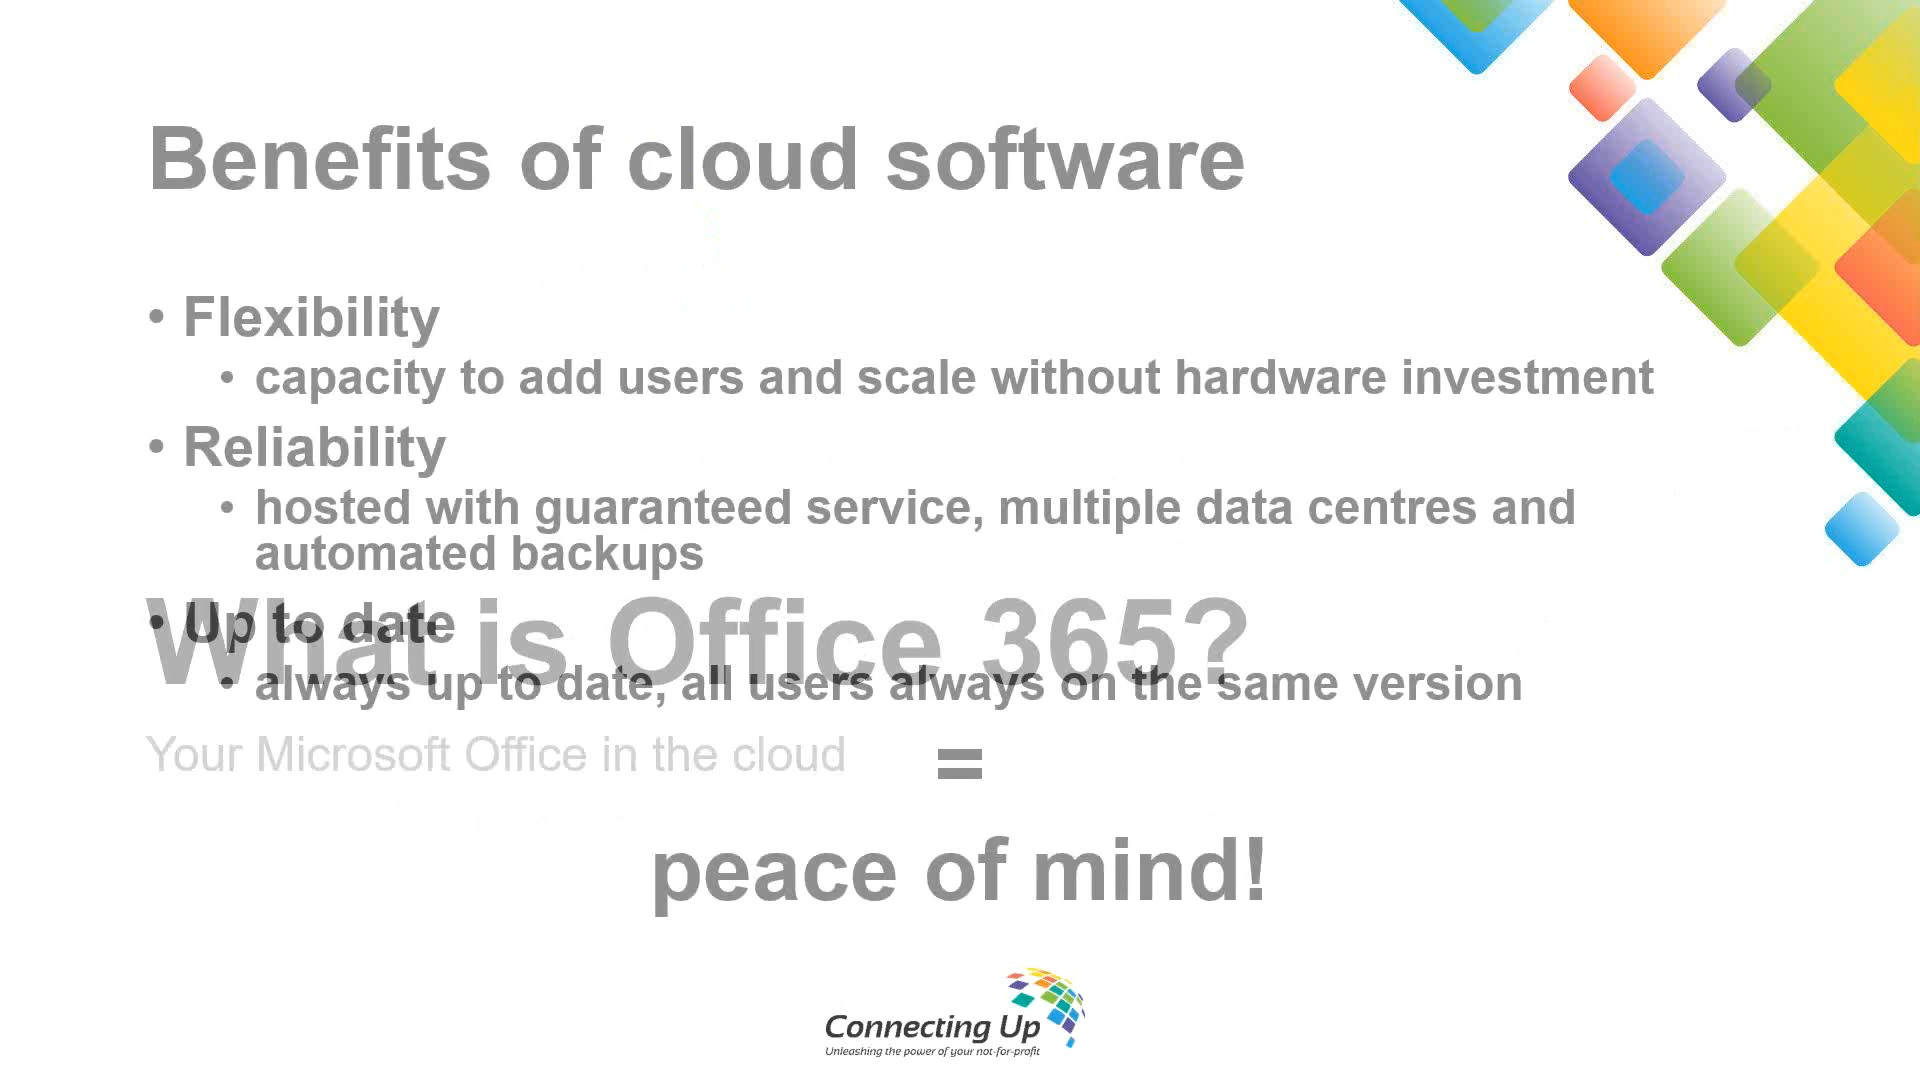 Benefits of cloud software
• Flexibility
• capacity to add users and scale without hardware investment
• Reliability
• hosted with guaranteed service, multiple data centres and
automated backups
• Up to date
What is Office 365?
• always up to date, all users always on the same version
Your Microsoft Office in the cloud
=
peace of mind!
Connecting Up
Unleashing the power of your not-for-profit